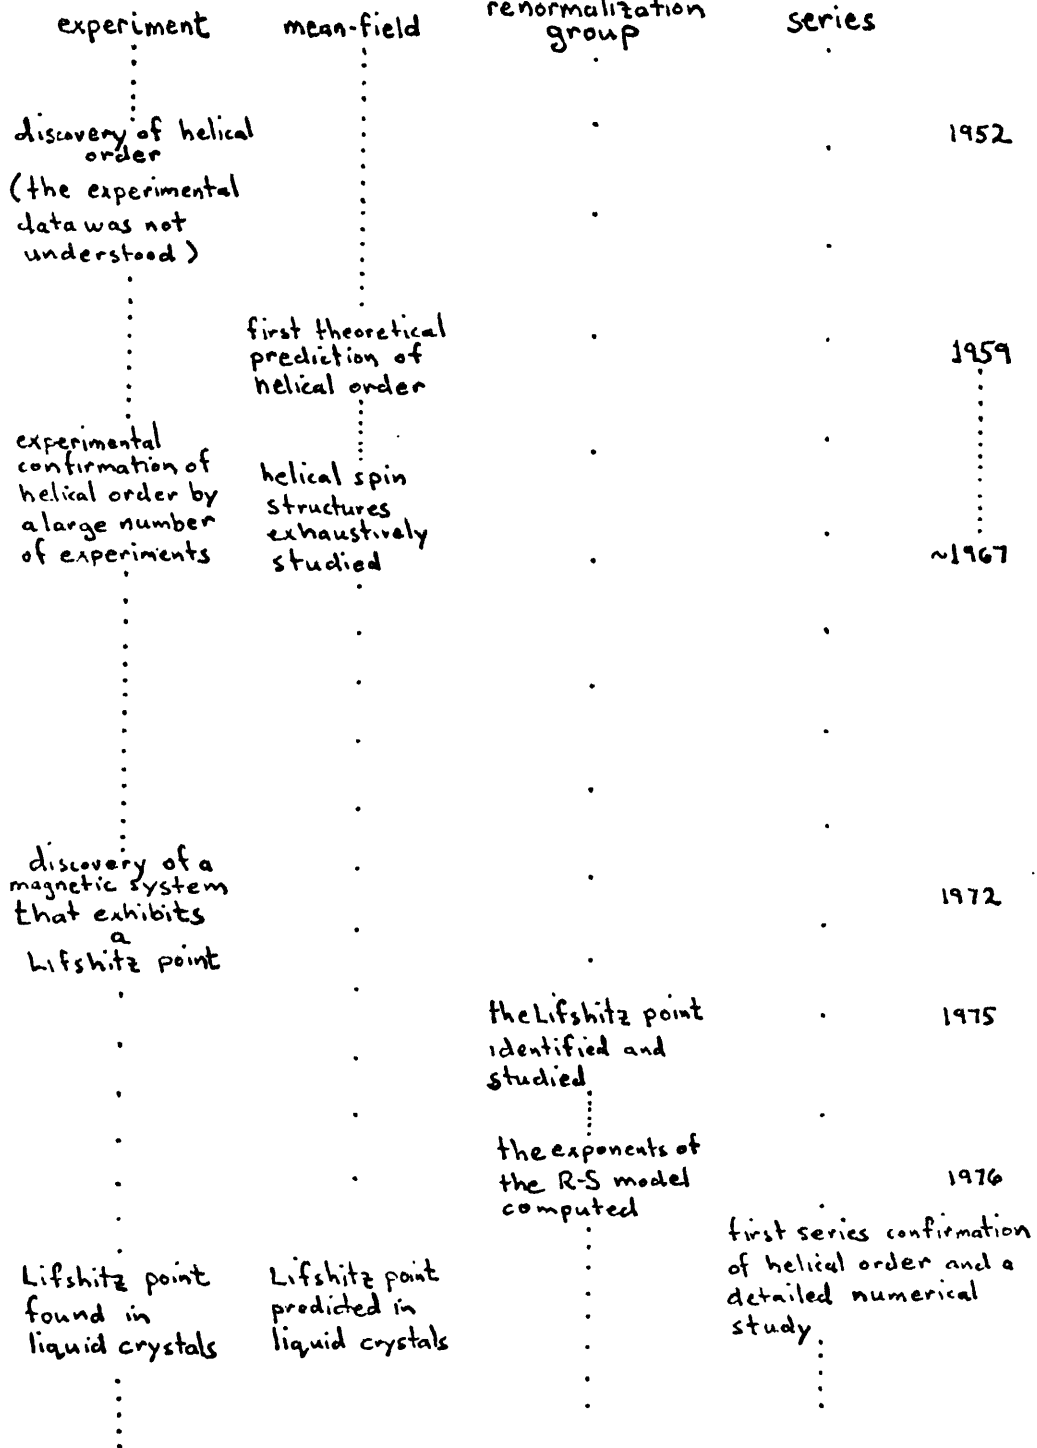 experiment
mean-field
renormalization
group
series
discovery of helical
order
(the experimental
data was not
understood)
1952
first theoretical
prediction of
helical order
1959
experimental
confirmation of
helical order by
a large number
of experiments
helical spin
structures
exhaustively
studied
~1967
discovery of a
magnetic system
that exhibits
a
Lifshitz point
1972
the Lifshitz point
identified and
studied
1975
the exponents of
the R-S model
computed
1976
first series confirmation
of helical order and a
detailed numerical
study
Lifshitz point
found in
liquid crystals
Lifshitz point
predicted in
liquid crystals